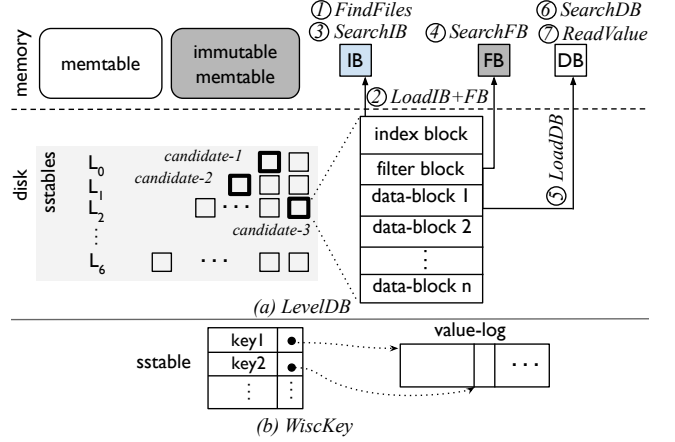 ① FindFiles
③ SearchIB
④ SearchFB
⑥ SearchDB
⑦ ReadValue
memory
memtable
immutable
memtable
IB
FB
DB
② LoadIB+FB
disk
sstables
L0
L1
L2
⋮
L6
candidate-1
candidate-2
candidate-3
...
...
index block
filter block
data-block 1
data-block 2
⋮
data-block n
⑤ LoadDB
(a) LevelDB
sstable
key1
key2
⋮
⋮
value-log
...
(b) WiscKey